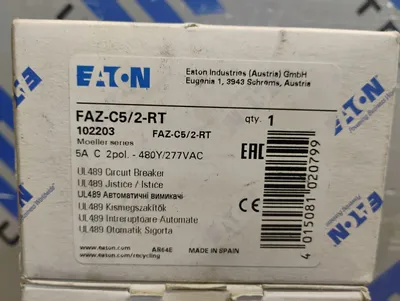 EATON
Eaton Industries (Austria) GmbH
Eugenia 1, 3943 Schrems, Austria
FAZ-C5/2-RT
qty. 1
102203 FAZ-C5/2-RT
Moeller series
5A C 2pol. - 480Y/277VAC
EAC
UL489 Circuit Breaker
UL489 Jistice / Istice
UL489 Автоматичні вимикачі
UL489 Kismegszakítók
UL489 Intreruptoare Automate
UL489 Otomatik Sigorta
CE
4 015081 020799
www.eaton.com
www.eaton.com/recycling
AR64E
MADE IN SPAIN